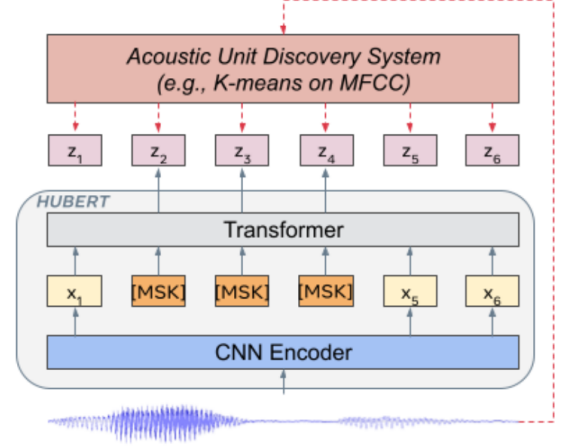 Acoustic Unit Discovery System
(e.g., K-means on MFCC)
z1 z2 z3 z4 z5 z6
HUBERT
Transformer
x1 [MSK] [MSK] [MSK] x5 x6
CNN Encoder